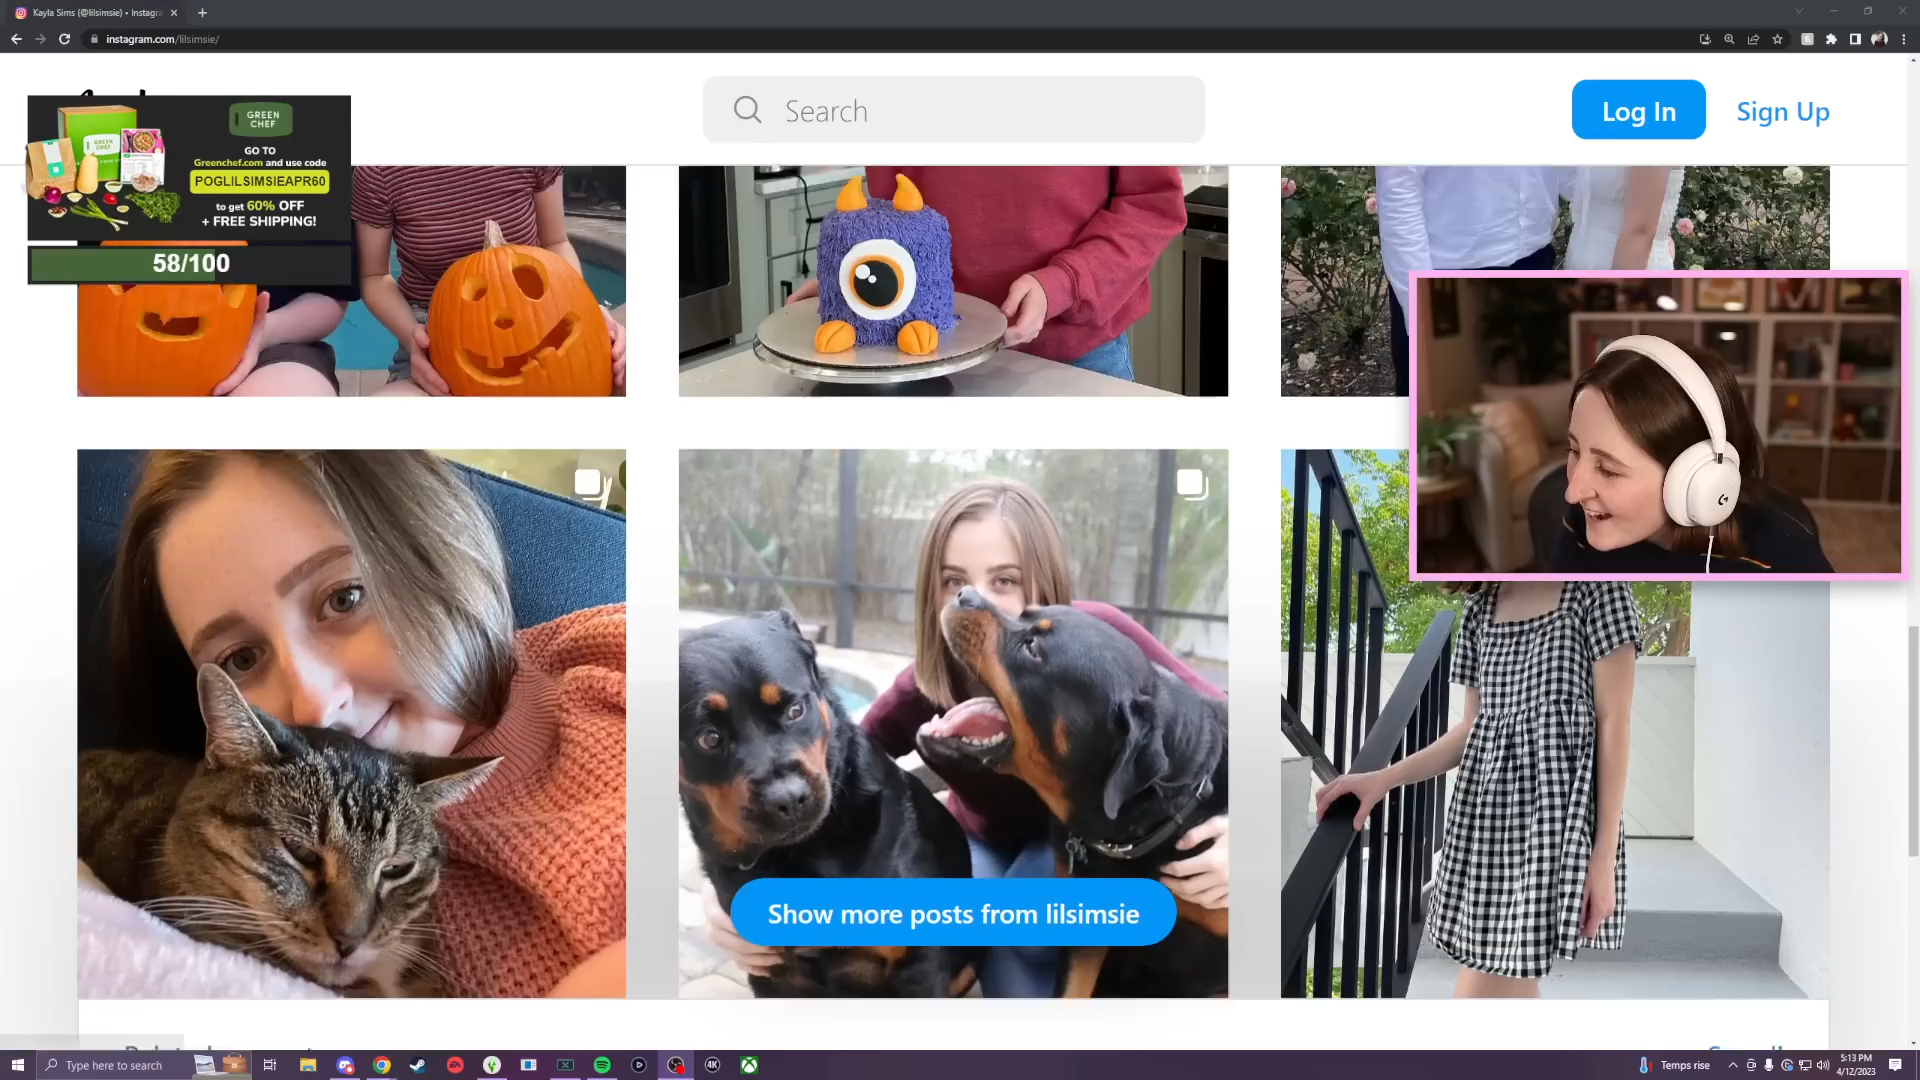 Kayla Sims (@lilsimsie) • Instagra
instagram.com/lilsimsie/
Search
Log In
Sign Up
GREEN
CHEF
GO TO
Greenchef.com and use code
POGLILSIMSIEAPR60
to get 60% OFF
+ FREE SHIPPING!
58/100
Show more posts from lilsimsie
Type here to search
4K
Temps rise
5:13 PM
4/12/2023